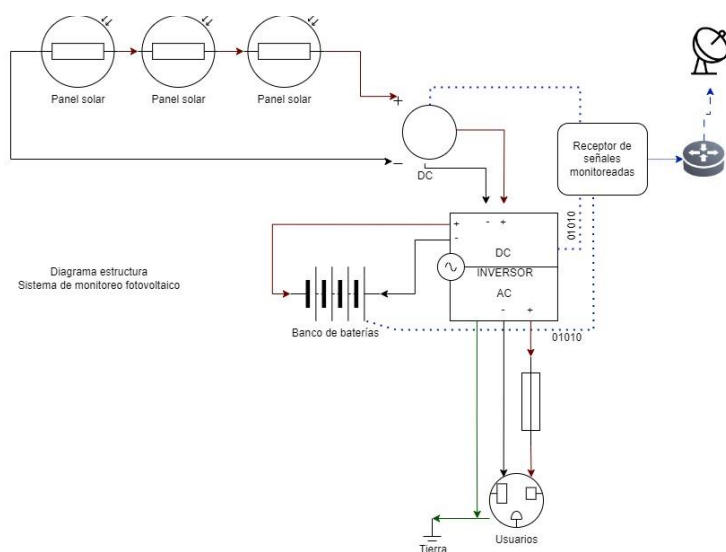 Panel solar
Panel solar
Panel solar
+
-
DC
Receptor de
señales
monitoreadas
+
-
- +
DC
01010
INVERSOR
AC
- +
Diagrama estructura
Sistema de monitoreo fotovoltaico
Banco de baterías
01010
Usuarios
Tierra